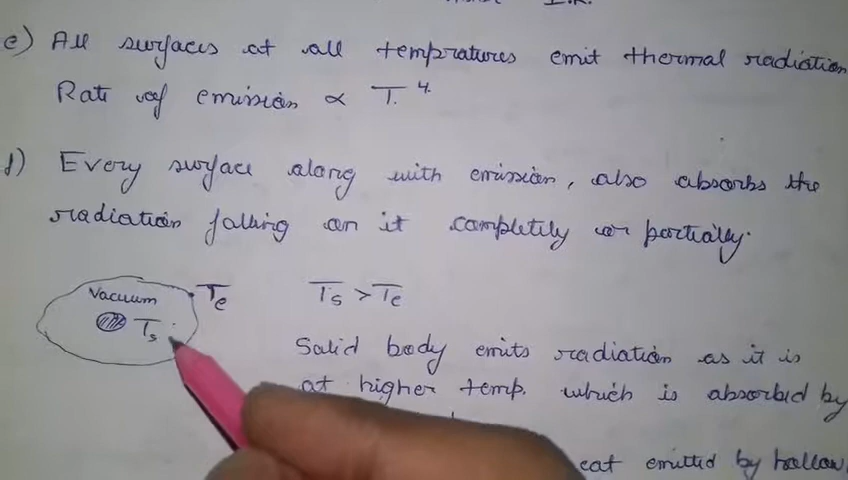 e) All surfaces at all tempratures emit thermal radiation
Rate of emission ∝ T.⁴.
f) Every surface along with emission, also absorbs the
radiation falling on it completely or partially.
Vacuum
Te
Ts
Ts > Te
Solid body emits radiation as it is
at higher temp. which is absorbed by
eat emitted by hollow